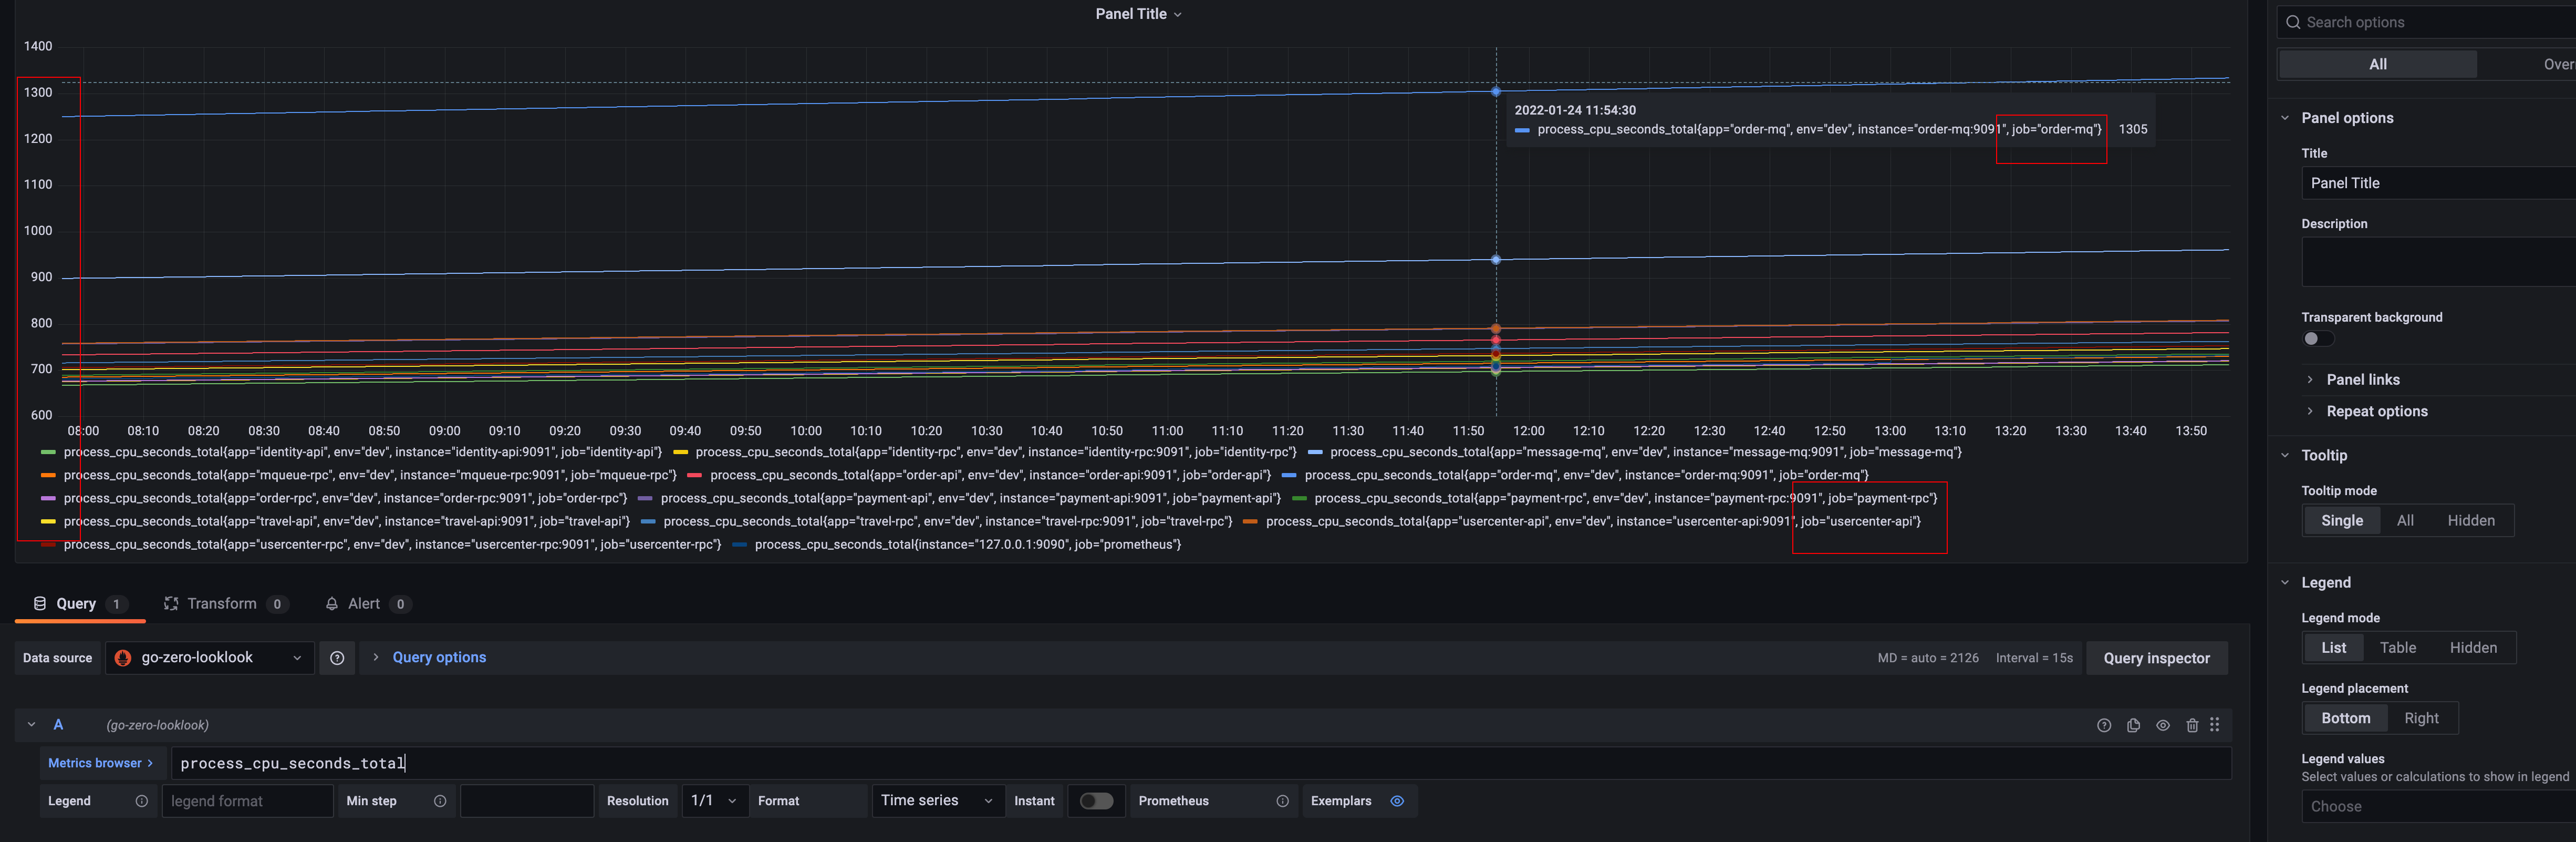 Panel Title
1400
1300
1200
1100
1000
900
800
700
600
2022-01-24 11:54:30
process_cpu_seconds_total{app="order-mq", env="dev", instance="order-mq:9091", job="order-mq"} 1305
08:00 08:10 08:20 08:30 08:40 08:50 09:00 09:10 09:20 09:30 09:40 09:50 10:00 10:10 10:20 10:30 10:40 10:50 11:00 11:10 11:20 11:30 11:40 11:50 12:00 12:10 12:20 12:30 12:40 12:50 13:00 13:10 13:20 13:30 13:40 13:50
process_cpu_seconds_total{app="identity-api", env="dev", instance="identity-api:9091", job="identity-api"} process_cpu_seconds_total{app="identity-rpc", env="dev", instance="identity-rpc:9091", job="identity-rpc"} process_cpu_seconds_total{app="message-mq", env="dev", instance="message-mq:9091", job="message-mq"}
process_cpu_seconds_total{app="mqueue-rpc", env="dev", instance="mqueue-rpc:9091", job="mqueue-rpc"} process_cpu_seconds_total{app="order-api", env="dev", instance="order-api:9091", job="order-api"} process_cpu_seconds_total{app="order-mq", env="dev", instance="order-mq:9091", job="order-mq"}
process_cpu_seconds_total{app="order-rpc", env="dev", instance="order-rpc:9091", job="order-rpc"} process_cpu_seconds_total{app="payment-api", env="dev", instance="payment-api:9091", job="payment-api"} process_cpu_seconds_total{app="payment-rpc", env="dev", instance="payment-rpc:9091", job="payment-rpc"}
process_cpu_seconds_total{app="travel-api", env="dev", instance="travel-api:9091", job="travel-api"} process_cpu_seconds_total{app="travel-rpc", env="dev", instance="travel-rpc:9091", job="travel-rpc"} process_cpu_seconds_total{app="usercenter-api", env="dev", instance="usercenter-api:9091", job="usercenter-api"}
process_cpu_seconds_total{app="usercenter-rpc", env="dev", instance="usercenter-rpc:9091", job="usercenter-rpc"} process_cpu_seconds_total{instance="127.0.0.1:9090", job="prometheus"}
Query 1 Transform 0 Alert 0
Data source go-zero-looklook Query options MD = auto = 2126 Interval = 15s Query inspector
A (go-zero-looklook)
Metrics browser > process_cpu_seconds_total
Legend legend format Min step Resolution 1/1 Format Time series Instant Prometheus Exemplars
Search options
All Over
Panel options
Title
Panel Title
Description
Transparent background
Panel links
Repeat options
Tooltip
Tooltip mode
Single All Hidden
Legend
Legend mode
List Table Hidden
Legend placement
Bottom Right
Legend values
Select values or calculations to show in legend
Choose